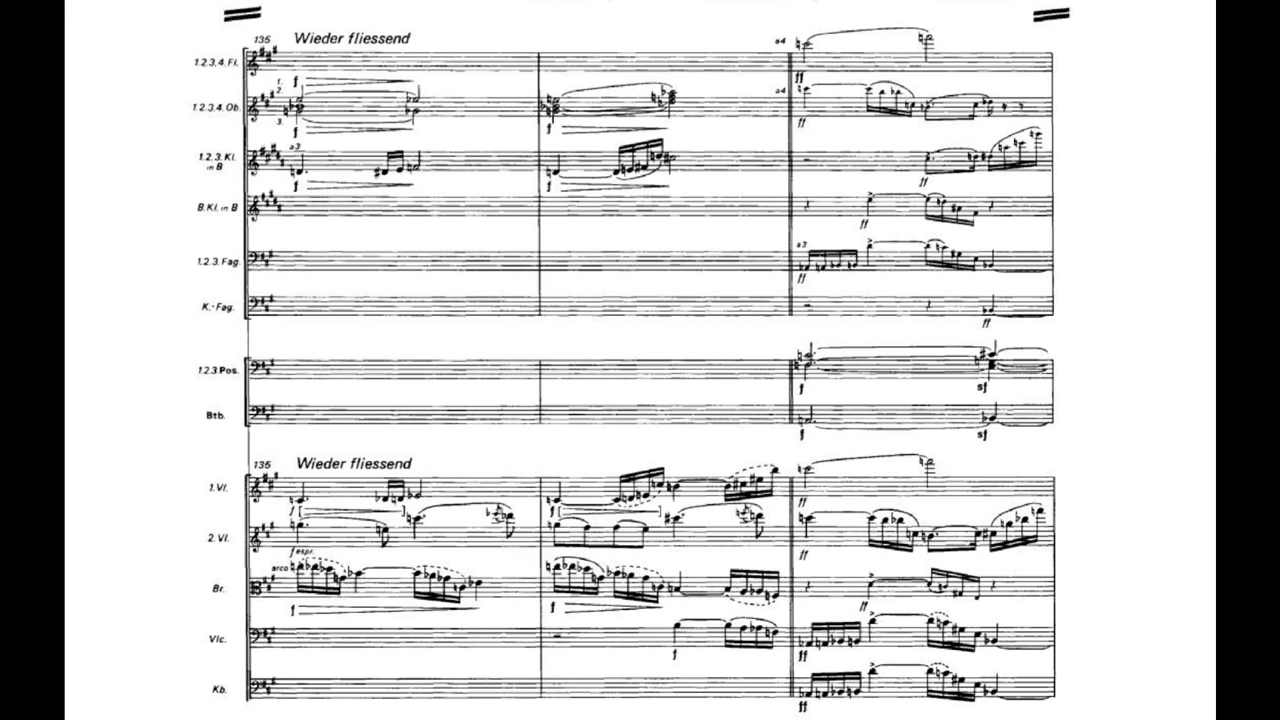 135 Wieder fliessend
a4
1.2.3.4. Fl.
ff
f
1.
2.
1.2.3.4. Ob.
3.
f
f
a4
ff
a3
1.2.3. Kl.
in B
f
f
ff
B.Kl. in B
ff
a3
1.2.3. Fag.
ff
K.-Fag.
ff
1.2.3. Pos.
f sf
Btb.
f sf
135 Wieder fliessend
1. Vl.
f [ ] f [ ] ff
2. Vl.
f espr. ff
arco
Br.
f f ff
Vlc.
f ff
Kb.
ff